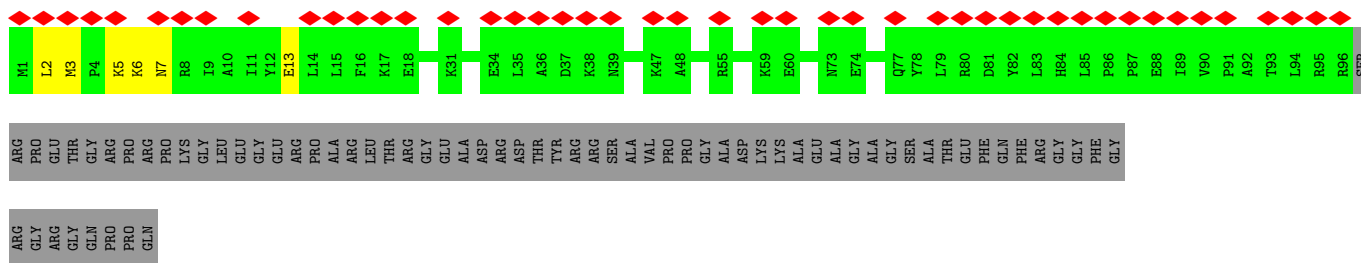 M1 L2 M3 P4 K5 K6 N7 R8 I9 A10 I11 Y12 E13 L14 L15 F16 K17 E18 K31 E34 L35 A36 D37 K38 N39 K47 A48 R55 K59 E60 N73 E74 Q77 Y78 L79 R80 D81 Y82 L83 H84 L85 P86 P87 E88 I89 V90 P91 A92 T93 L94 R95 R96 SER
ARG PRO GLU THR GLY ARG PRO ARG PRO LYS GLY LEU GLU GLY GLU ARG PRO ALA ARG LEU THR ARG GLY GLU ALA ASP ARG ASP THR TYR ARG ARG SER ALA VAL PRO PRO GLY ALA ASP LYS LYS ALA GLU ALA GLY ALA GLY SER ALA THR GLU PHE GLN PHE ARG GLY GLY PHE GLY
ARG GLY ARG GLY GLN PRO PRO GLN